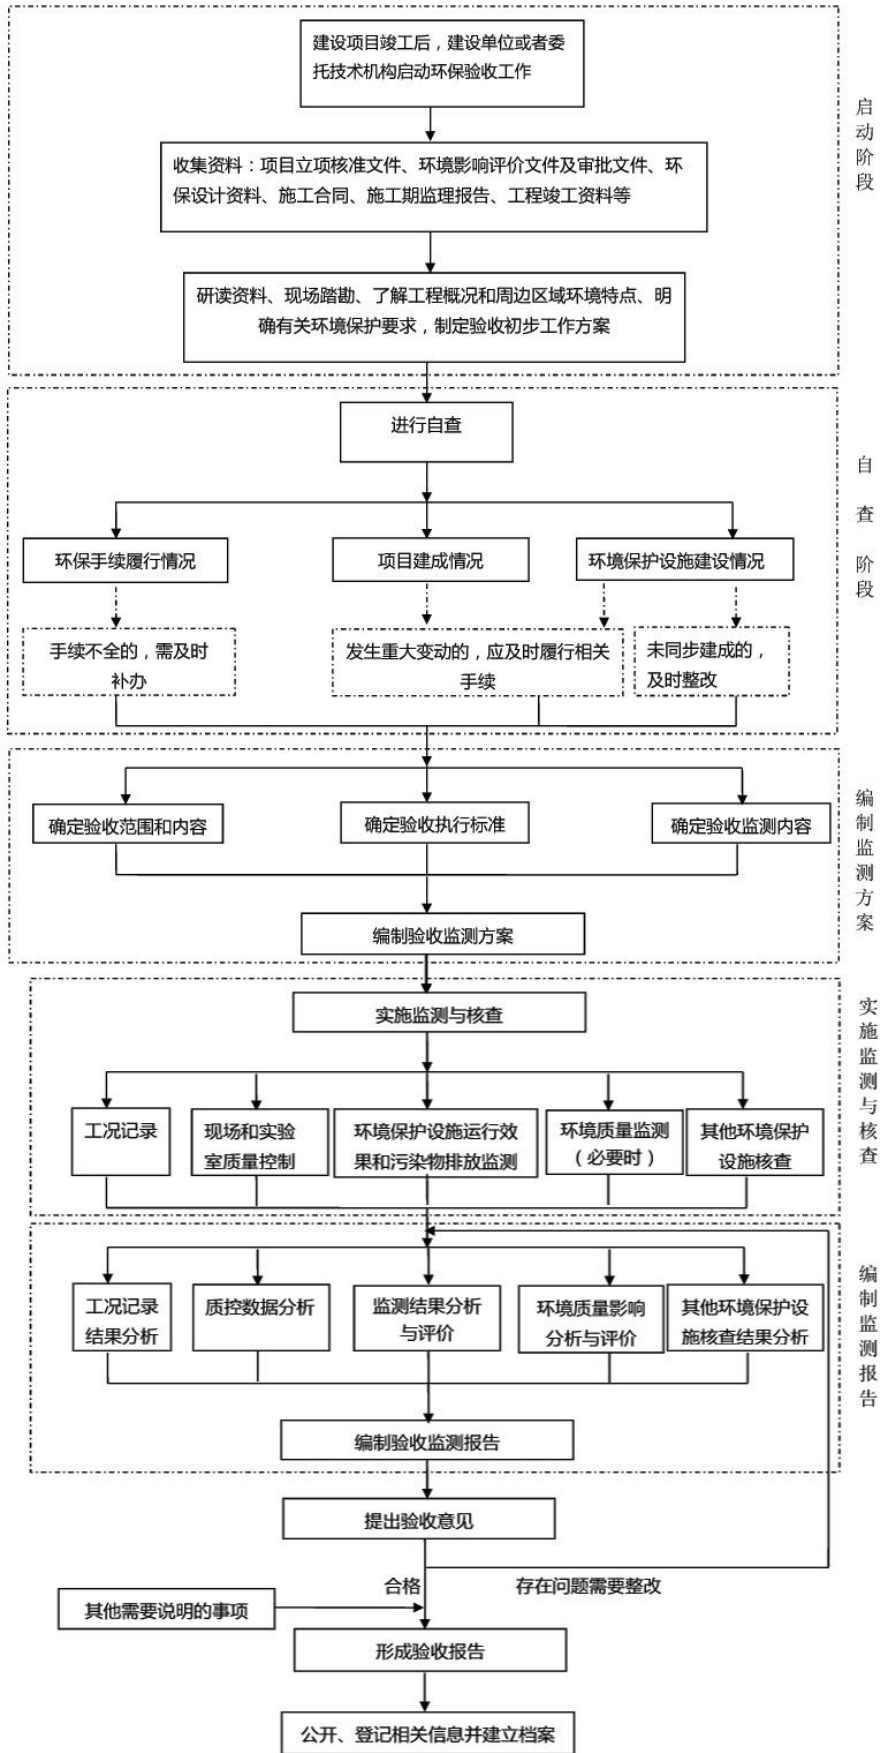 建设项目竣工后，建设单位或者委
托技术机构启动环保验收工作
启动阶段
收集资料：项目立项核准文件、环境影响评价文件及审批文件、环
保设计资料、施工合同、施工期监理报告、工程竣工资料等
研读资料、现场踏勘、了解工程概况和周边区域环境特点、明
确有关环境保护要求，制定验收初步工作方案
进行自查
自查阶段
环保手续履行情况
项目建成情况
环境保护设施建设情况
手续不全的，需及时
补办
发生重大变动的，应及时履行相关
手续
未同步建成的，
及时整改
编制监测方案
确定验收范围和内容
确定验收执行标准
确定验收监测内容
编制验收监测方案
实施监测与核查
实施监测与核查
工况记录
现场和实验
室质量控制
环境保护设施运行效
果和污染物排放监测
环境质量监测
（必要时）
其他环境保护
设施核查
编制监测报告
工况记录
结果分析
质控数据分析
监测结果分析
与评价
环境质量影响
分析与评价
其他环境保护设
施核查结果分析
编制验收监测报告
提出验收意见
合格
存在问题需要整改
其他需要说明的事项
形成验收报告
公开、登记相关信息并建立档案